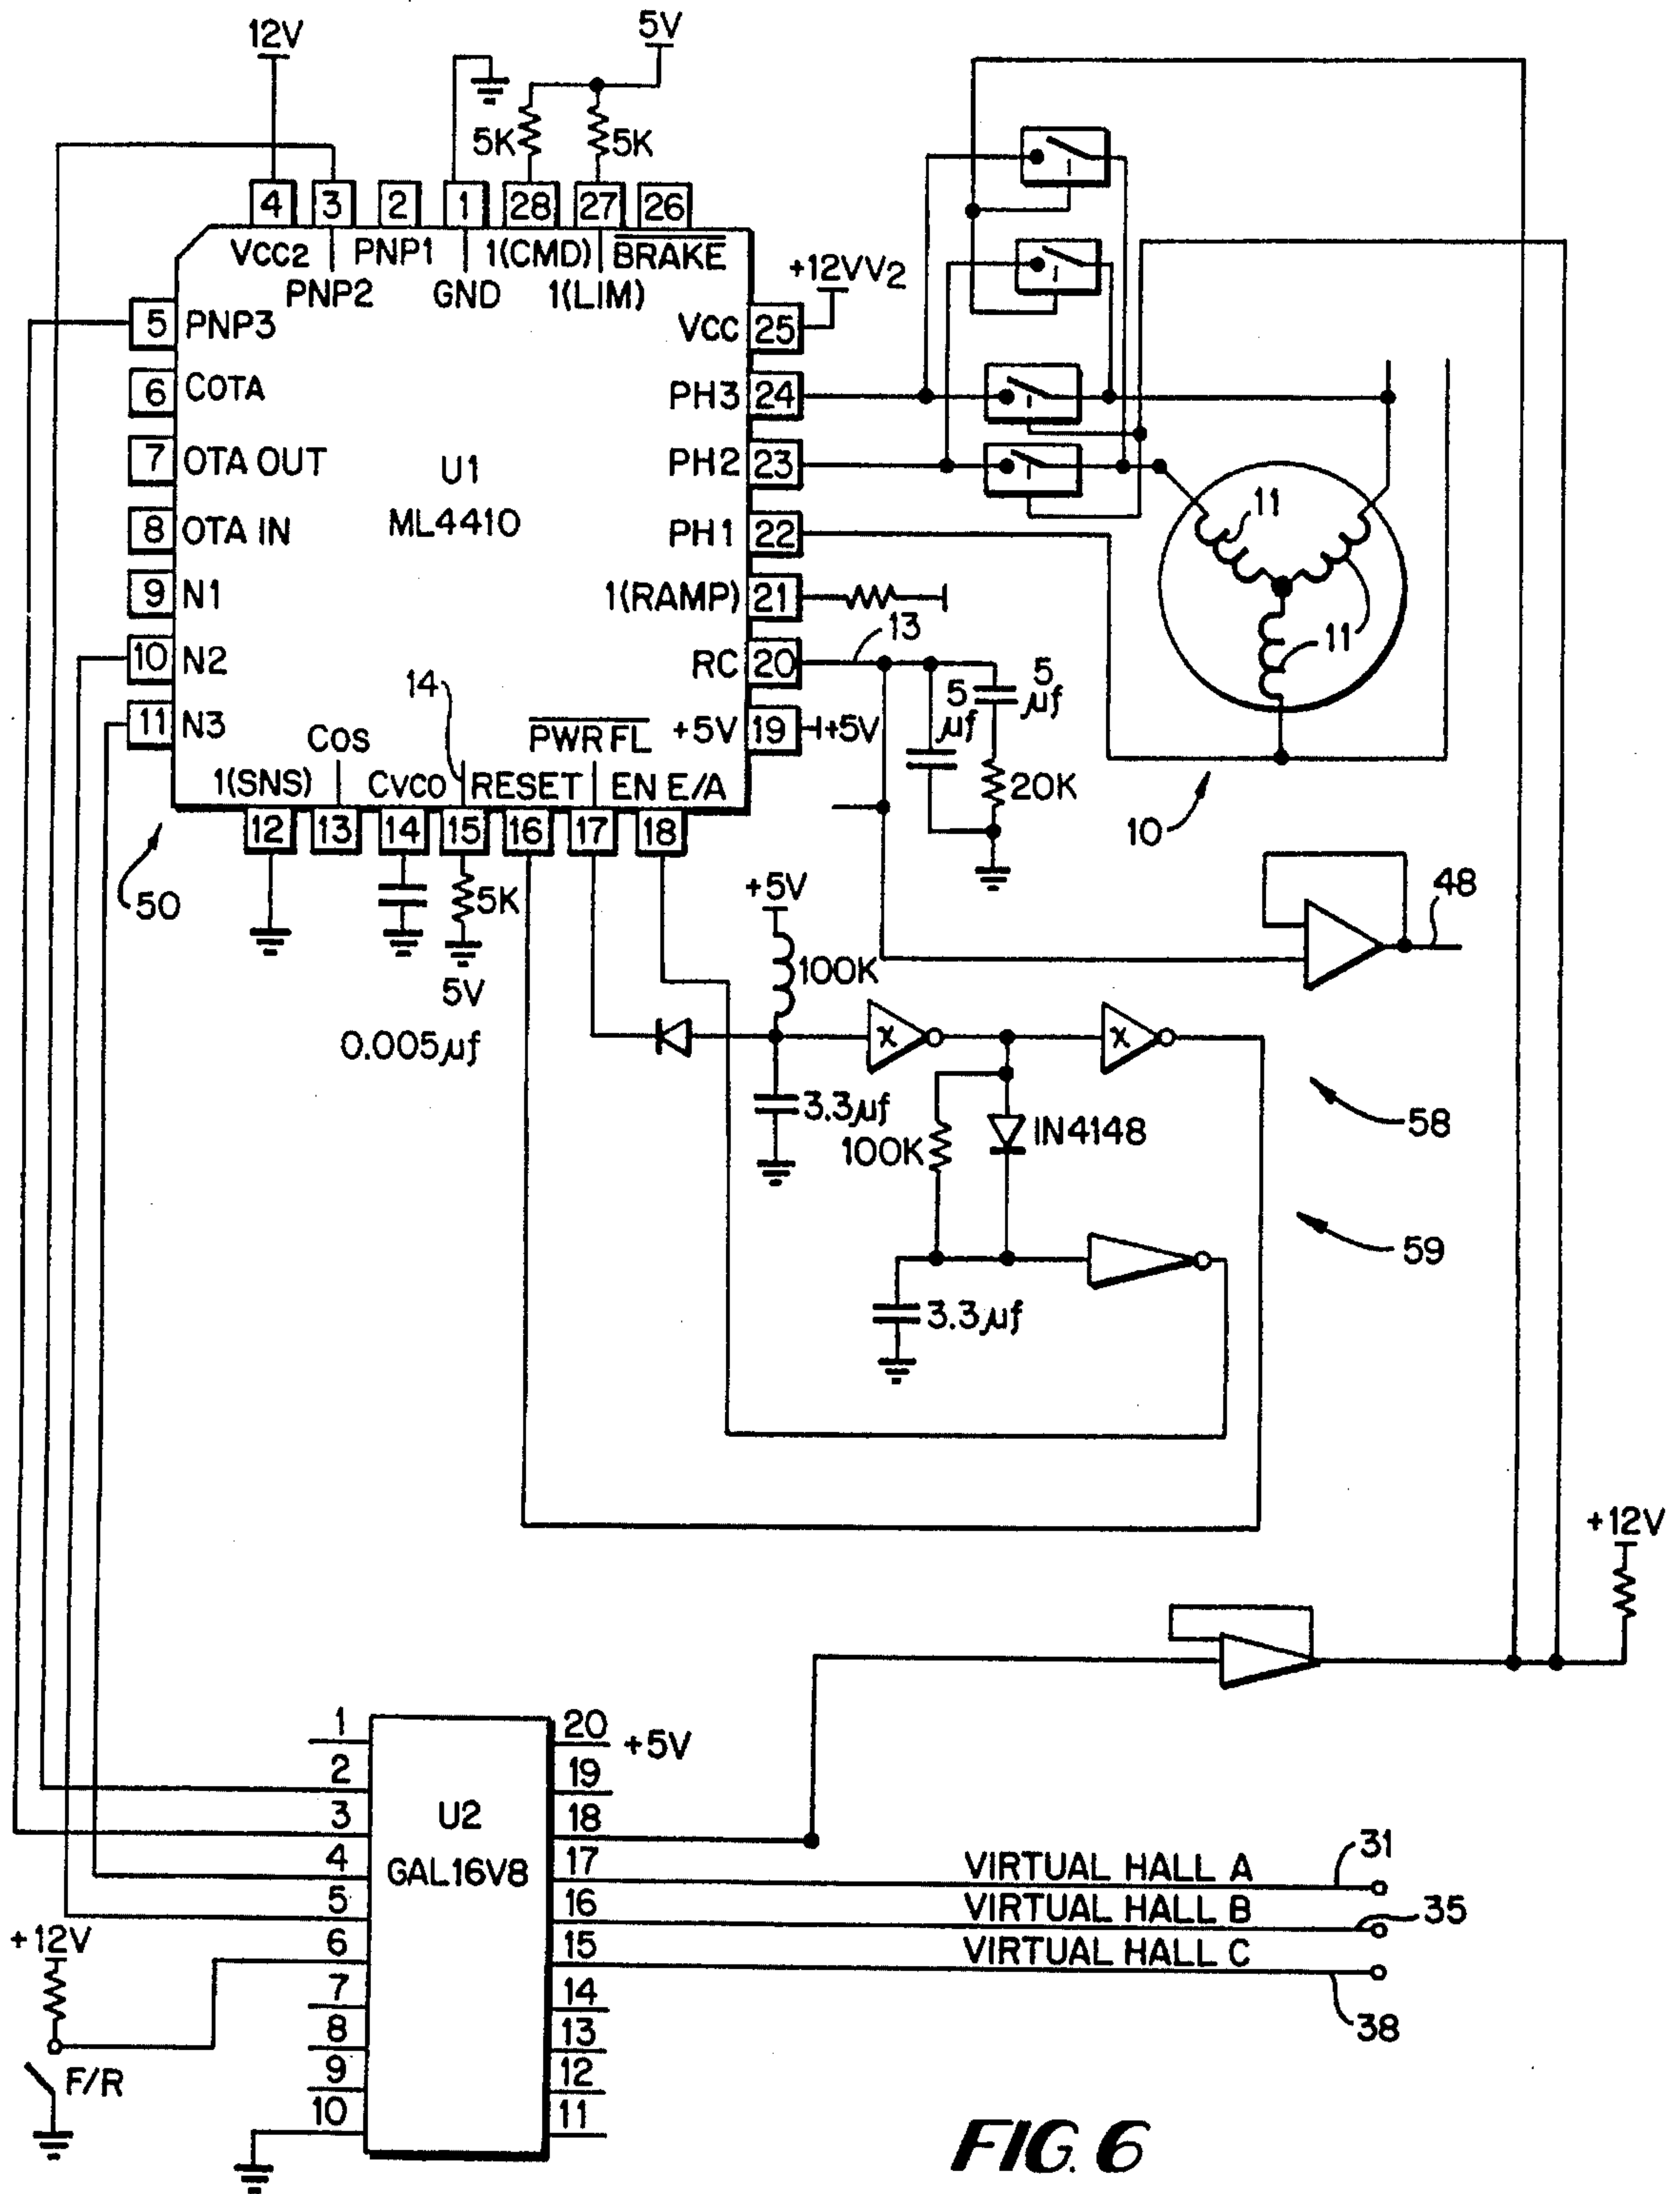 12V
5V
5K
5K
4
3
2
1
28
27
26
VCC2
PNP1
1(CMD)
BRAKE
PNP2
GND
1(LIM)
+12VV2
5 PNP3
VCC 25
6 COTA
PH3 24
7 OTA OUT
U1
PH2 23
8 OTA IN
ML4410
PH1 22
11
9 N1
1(RAMP) 21
11
10 N2
RC 20
13
14
5 µf
5 µf
11 N3
COS
PWR FL
+5V 19 +5V
1(SNS)
CVCO
RESET
EN E/A
20K
10
12
13
14
15
16
17
18
50
5K
+5V
48
5V
100K
0.005µf
3.3µf
58
100K
IN4148
59
3.3µf
+12V
1
20 +5V
2
19
3
U2
18
4
GAL16V8
17
VIRTUAL HALL A
31
5
16
VIRTUAL HALL B
35
+12V
6
15
VIRTUAL HALL C
7
14
38
8
13
F/R
9
12
10
11
FIG. 6